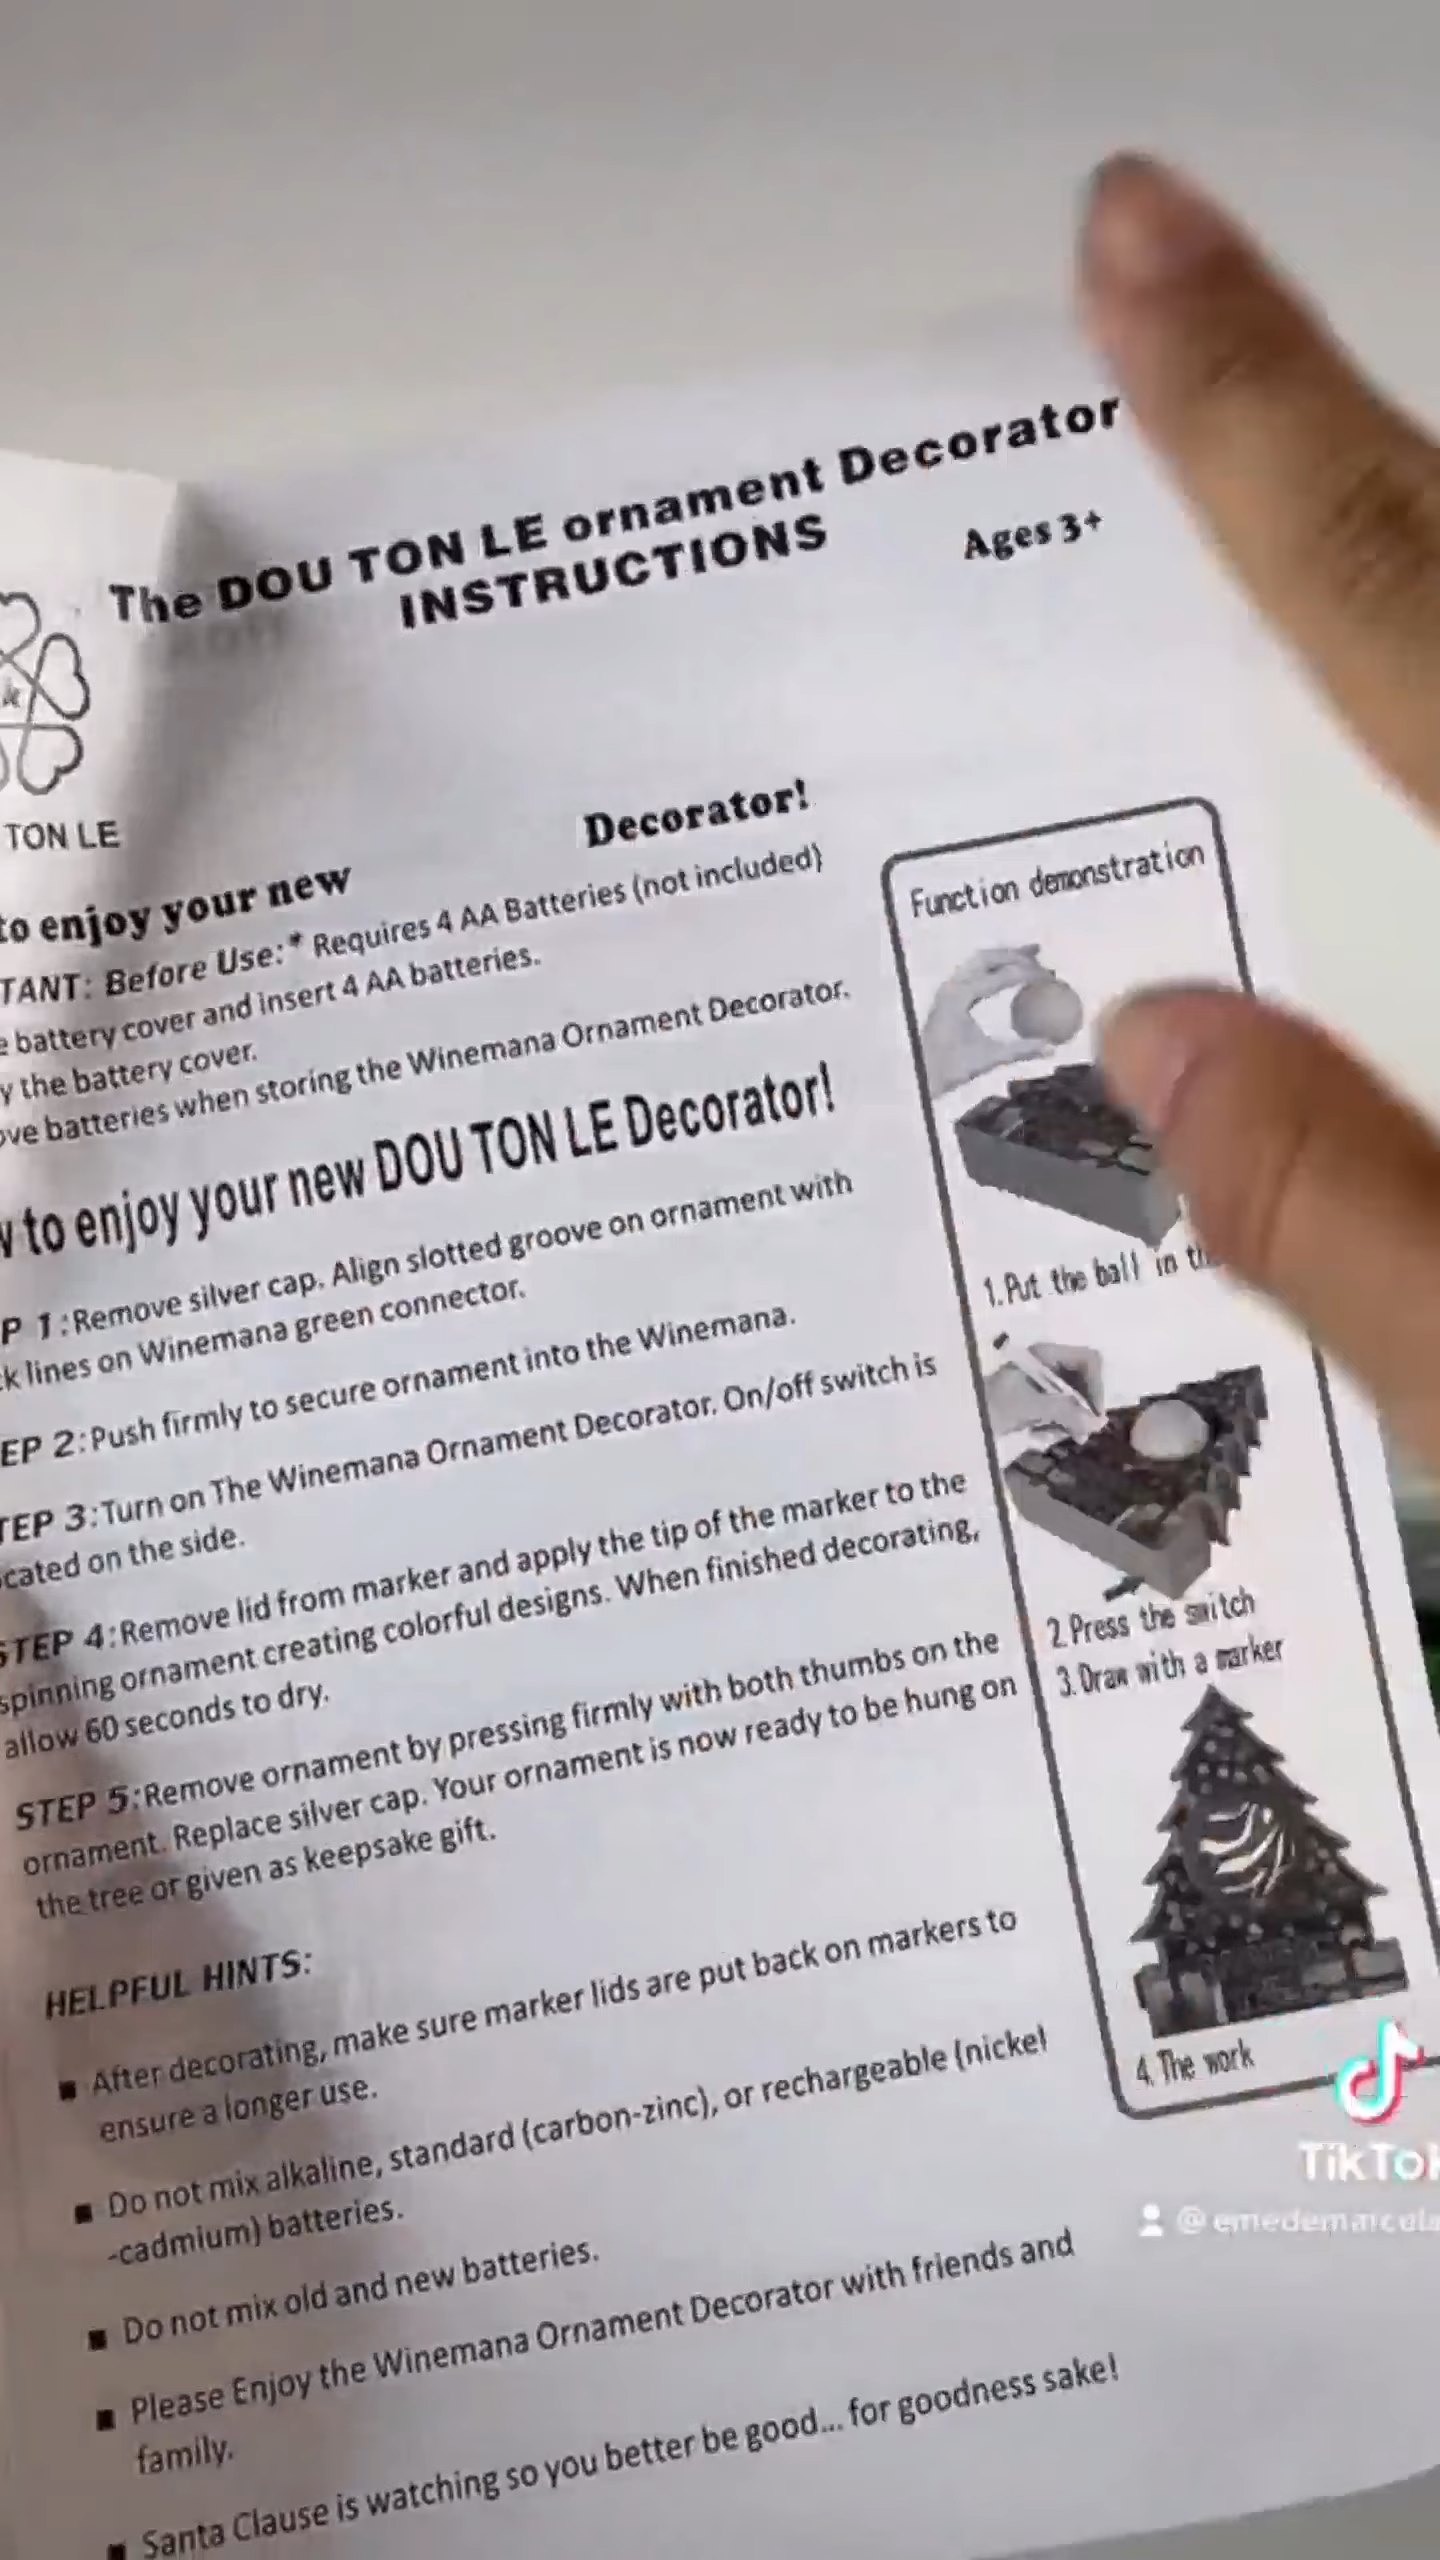 The DOU TON LE ornament Decorator
INSTRUCTIONS
Ages 3+
TON LE
to enjoy your new
Decorator!
TANT: Before Use:* Requires 4 AA Batteries (not included)
e battery cover and insert 4 AA batteries.
y the battery cover.
ove batteries when storing the Winemana Ornament Decorator.
w to enjoy your new DOU TON LE Decorator!
P 1:Remove silver cap. Align slotted groove on ornament with
k lines on Winemana green connector.
EP 2:Push firmly to secure ornament into the Winemana.
TEP 3:Turn on The Winemana Ornament Decorator. On/off switch is
cated on the side.
STEP 4:Remove lid from marker and apply the tip of the marker to the
spinning ornament creating colorful designs. When finished decorating,
allow 60 seconds to dry.
STEP 5:Remove ornament by pressing firmly with both thumbs on the
ornament. Replace silver cap. Your ornament is now ready to be hung on
the tree or given as keepsake gift.
HELPFUL HINTS:
■ After decorating, make sure marker lids are put back on markers to
ensure a longer use.
■ Do not mix alkaline, standard (carbon-zinc), or rechargeable (nickel
-cadmium) batteries.
■ Do not mix old and new batteries.
■ Please Enjoy the Winemana Ornament Decorator with friends and
family.
■ Santa Clause is watching so you better be good... for goodness sake!
Function demonstration
1.Put the ball in
2.Press the switch
3.Draw with a marker
4.The work
TikTok
@emedemarcela